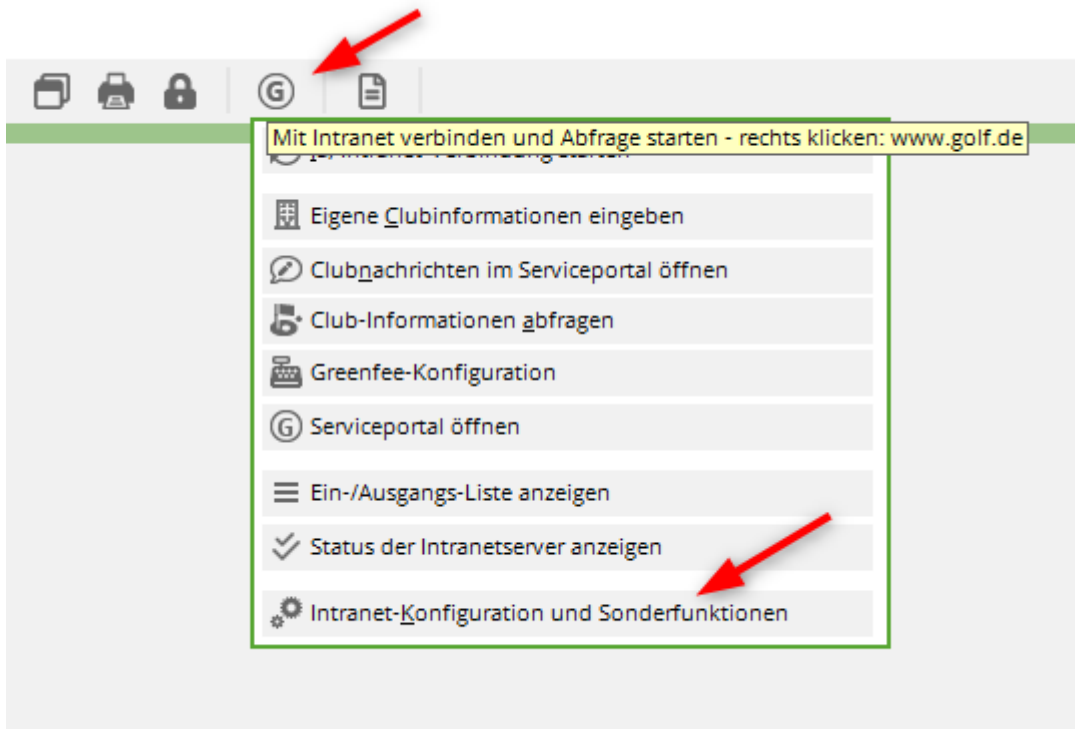 G
Mit Intranet verbinden und Abfrage starten - rechts klicken: www.golf.de
Eigene Clubinformationen eingeben
Clubnachrichten im Serviceportal öffnen
Club-Informationen abfragen
Greenfee-Konfiguration
G Serviceportal öffnen
Ein-/Ausgangs-Liste anzeigen
Status der Intranetserver anzeigen
Intranet-Konfiguration und Sonderfunktionen